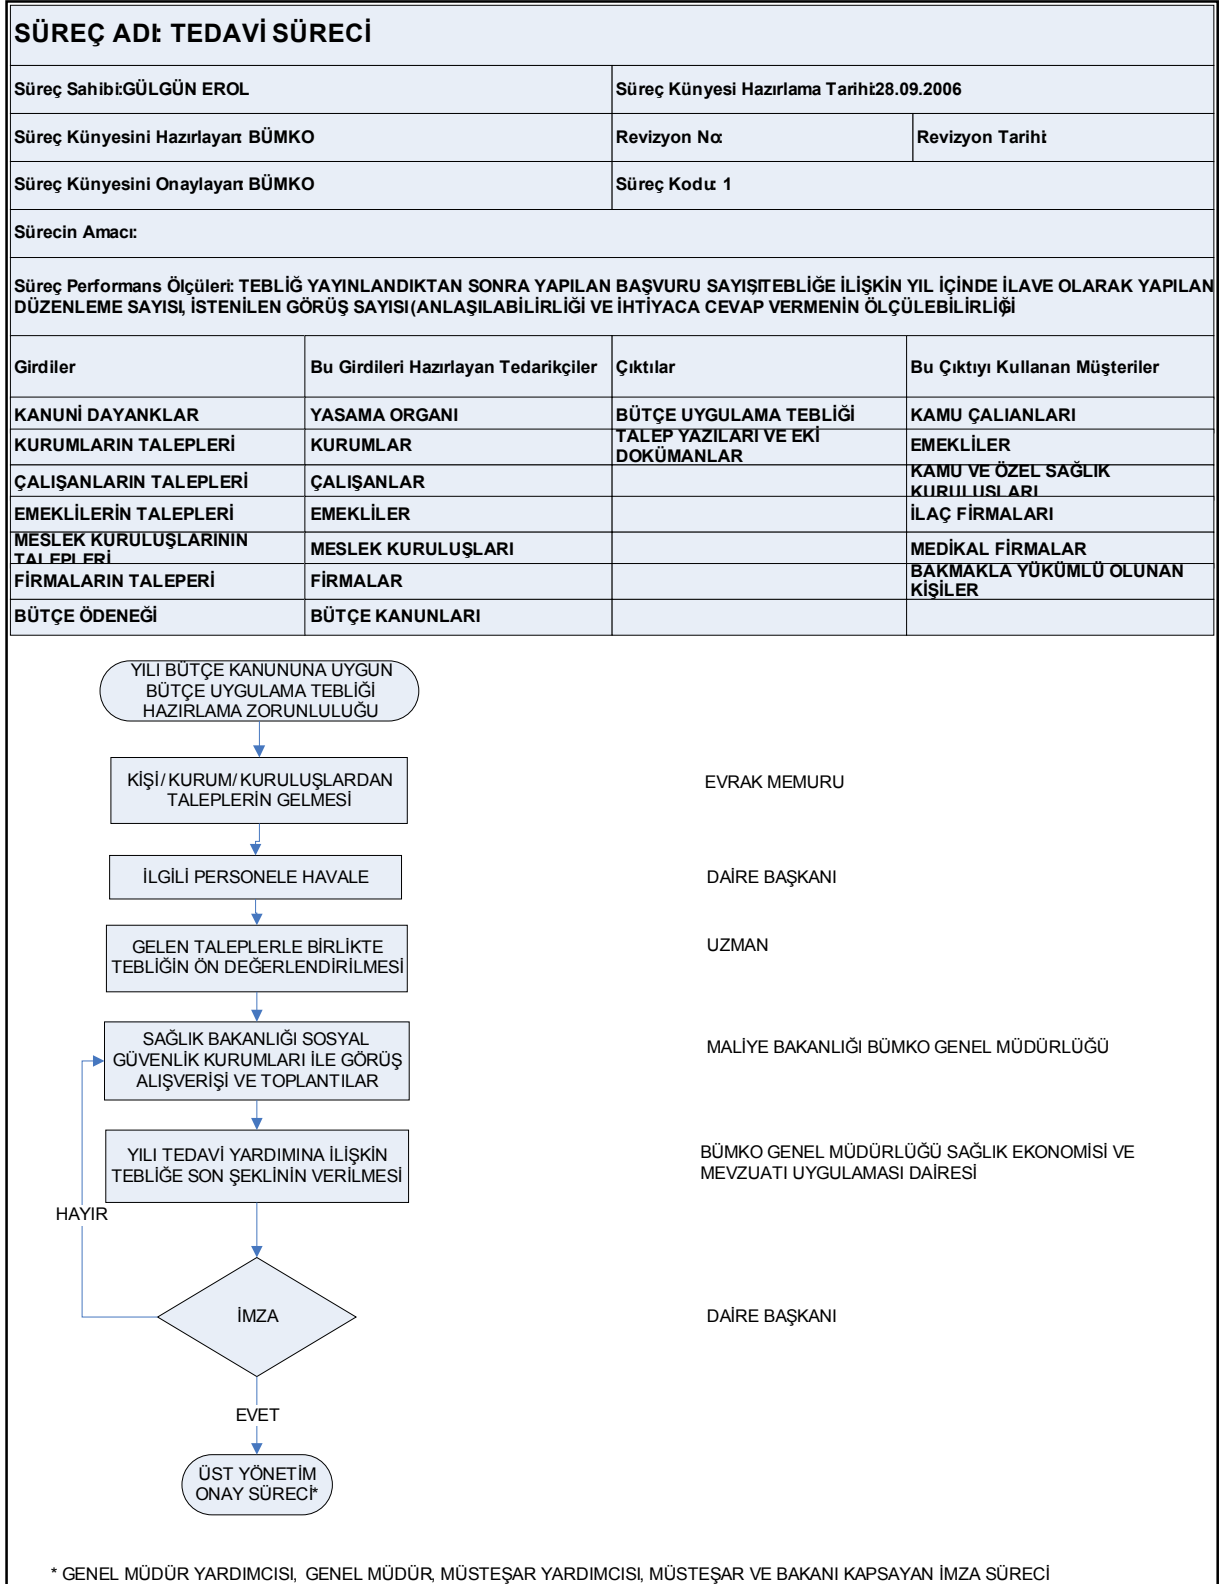 SÜREÇ ADI: TEDAVİ SÜRECİ
Süreç Sahibi:GÜLGÜN EROL
Süreç Künyesi Hazırlama Tarihi:28.09.2006
Süreç Künyesini Hazırlayan: BÜMKO
Revizyon No:
Revizyon Tarihi:
Süreç Künyesini Onaylayan: BÜMKO
Süreç Kodu: 1
Sürecin Amacı:
Süreç Performans Ölçüleri: TEBLİĞ YAYINLANDIKTAN SONRA YAPILAN BAŞVURU SAYISI,TEBLİĞE İLİŞKİN YIL İÇİNDE İLAVE OLARAK YAPILAN
DÜZENLEME SAYISI, İSTENİLEN GÖRÜŞ SAYISI(ANLAŞILABİLİRLİĞİ VE İHTİYACA CEVAP VERMENİN ÖLÇÜLEBİLİRLİĞİ)
Girdiler
Bu Girdileri Hazırlayan Tedarikçiler
Çıktılar
Bu Çıktıyı Kullanan Müşteriler
KANUNİ DAYANKLAR
YASAMA ORGANI
BÜTÇE UYGULAMA TEBLİĞİ
KAMU ÇALIANLARI
KURUMLARIN TALEPLERİ
KURUMLAR
TALEP YAZILARI VE EKİ
DOKÜMANLAR
EMEKLİLER
ÇALIŞANLARIN TALEPLERİ
ÇALIŞANLAR
KAMU VE ÖZEL SAĞLIK
KURULUŞLARI
EMEKLİLERİN TALEPLERİ
EMEKLİLER
İLAÇ FİRMALARI
MESLEK KURULUŞLARININ
TALEPLERİ
MESLEK KURULUŞLARI
MEDİKAL FİRMALAR
FİRMALARIN TALEPERİ
FİRMALAR
BAKMAKLA YÜKÜMLÜ OLUNAN
KİŞİLER
BÜTÇE ÖDENEĞİ
BÜTÇE KANUNLARI
YILI BÜTÇE KANUNUNA UYGUN
BÜTÇE UYGULAMA TEBLİĞİ
HAZIRLAMA ZORUNLULUĞU
KİŞİ/ KURUM/ KURULUŞLARDAN
TALEPLERİN GELMESİ
EVRAK MEMURU
İLGİLİ PERSONELE HAVALE
DAİRE BAŞKANI
GELEN TALEPLERLE BİRLİKTE
TEBLİĞİN ÖN DEĞERLENDİRİLMESİ
UZMAN
SAĞLIK BAKANLIĞI SOSYAL
GÜVENLİK KURUMLARI İLE GÖRÜŞ
ALIŞVERİŞİ VE TOPLANTILAR
MALİYE BAKANLIĞI BÜMKO GENEL MÜDÜRLÜĞÜ
YILI TEDAVİ YARDIMINA İLİŞKİN
TEBLİĞE SON ŞEKLİNİN VERİLMESİ
BÜMKO GENEL MÜDÜRLÜĞÜ SAĞLIK EKONOMİSİ VE
MEVZUATI UYGULAMASI DAİRESİ
HAYIR
İMZA
DAİRE BAŞKANI
EVET
ÜST YÖNETİM
ONAY SÜRECİ*
* GENEL MÜDÜR YARDIMCISI, GENEL MÜDÜR, MÜSTEŞAR YARDIMCISI, MÜSTEŞAR VE BAKANI KAPSAYAN İMZA SÜRECİ